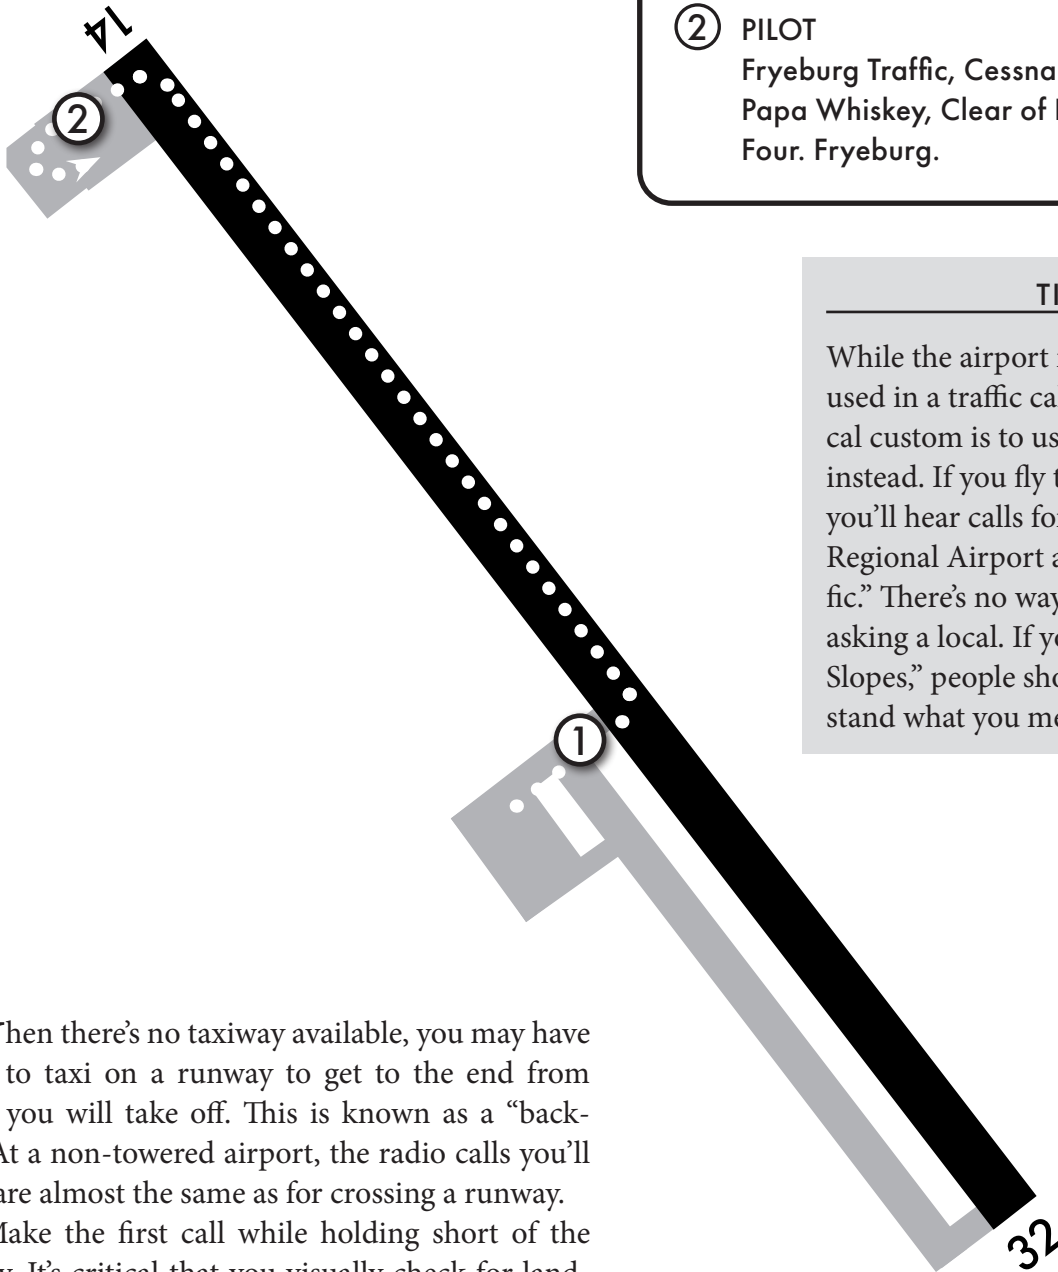 14
2
2 PILOT
Fryeburg Traffic, Cessna
Papa Whiskey, Clear of
Four. Fryeburg.
While the airport
used in a traffic ca
cal custom is to us
instead. If you fly
you’ll hear calls fo
Regional Airport
fic.” There’s no way
asking a local. If yo
Slopes,” people sho
stand what you me
1
hen there’s no taxiway available, you may have
to taxi on a runway to get to the end from
you will take off. This is known as a “back-
At a non-towered airport, the radio calls you’ll
are almost the same as for crossing a runway.
Make the first call while holding short of the
It’s critical that you visually check for land-
32